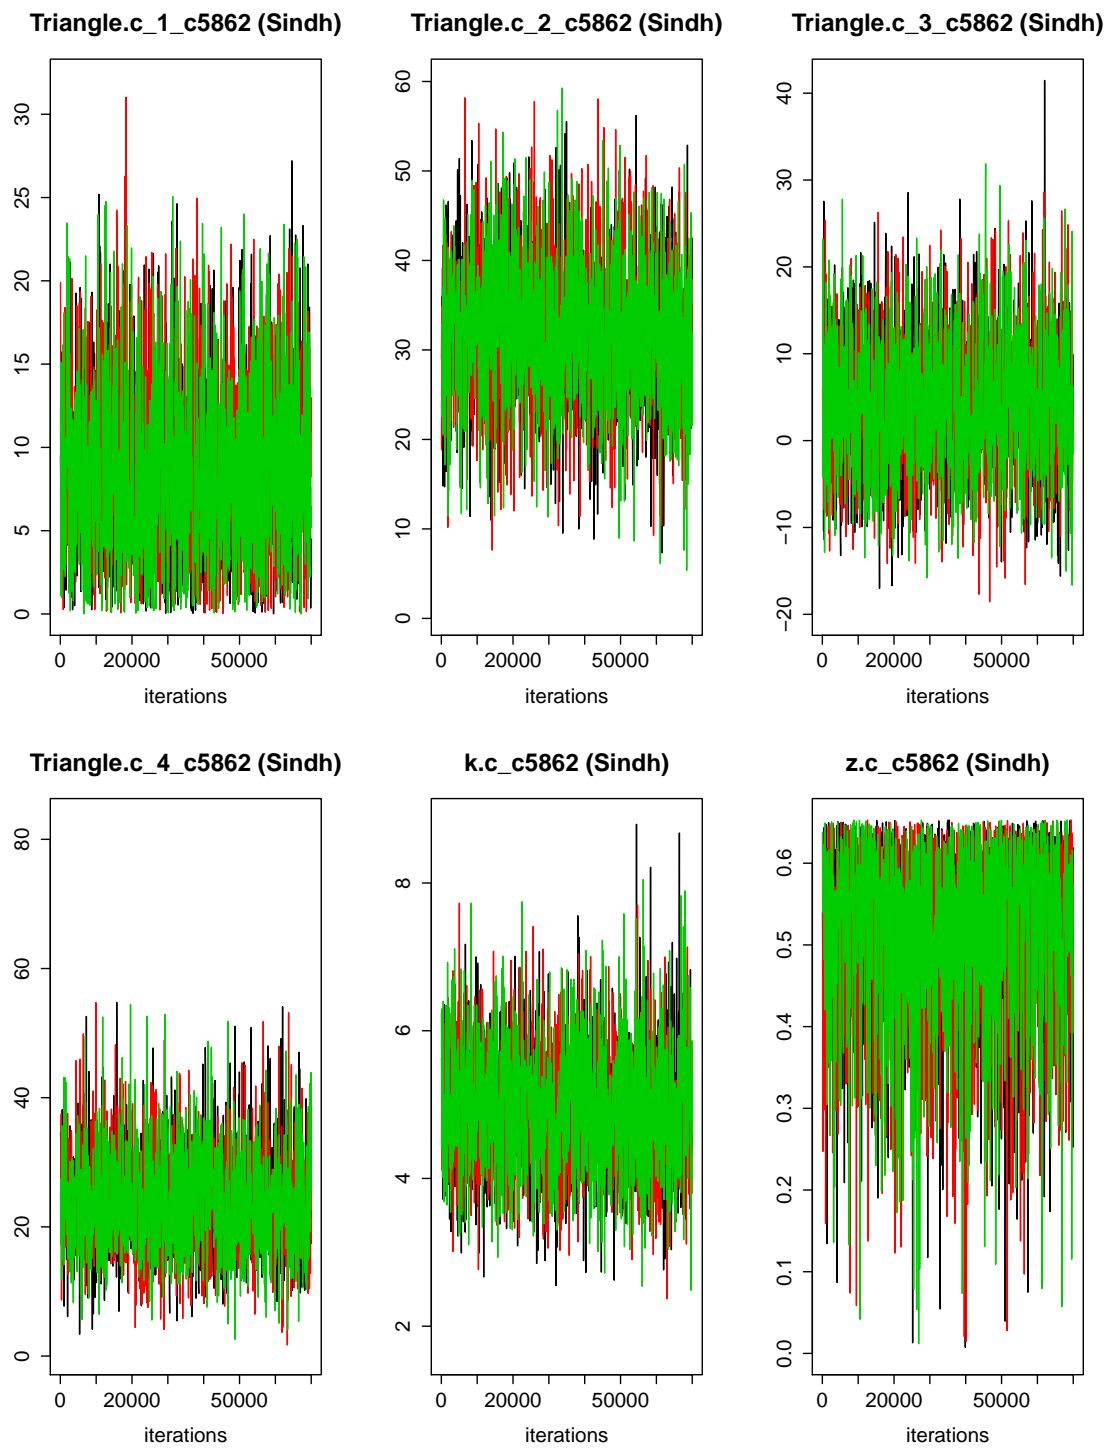 Triangle.c_1_c5862 (Sindh)
30
25
20
15
10
5
0
0 20000 50000
iterations
Triangle.c_2_c5862 (Sindh)
60
50
40
30
20
10
0
0 20000 50000
iterations
Triangle.c_3_c5862 (Sindh)
40
30
20
10
0
−10
−20
0 20000 50000
iterations
Triangle.c_4_c5862 (Sindh)
80
60
40
20
0
0 20000 50000
iterations
k.c_c5862 (Sindh)
8
6
4
2
0 20000 50000
iterations
z.c_c5862 (Sindh)
0.6
0.5
0.4
0.3
0.2
0.1
0.0
0 20000 50000
iterations